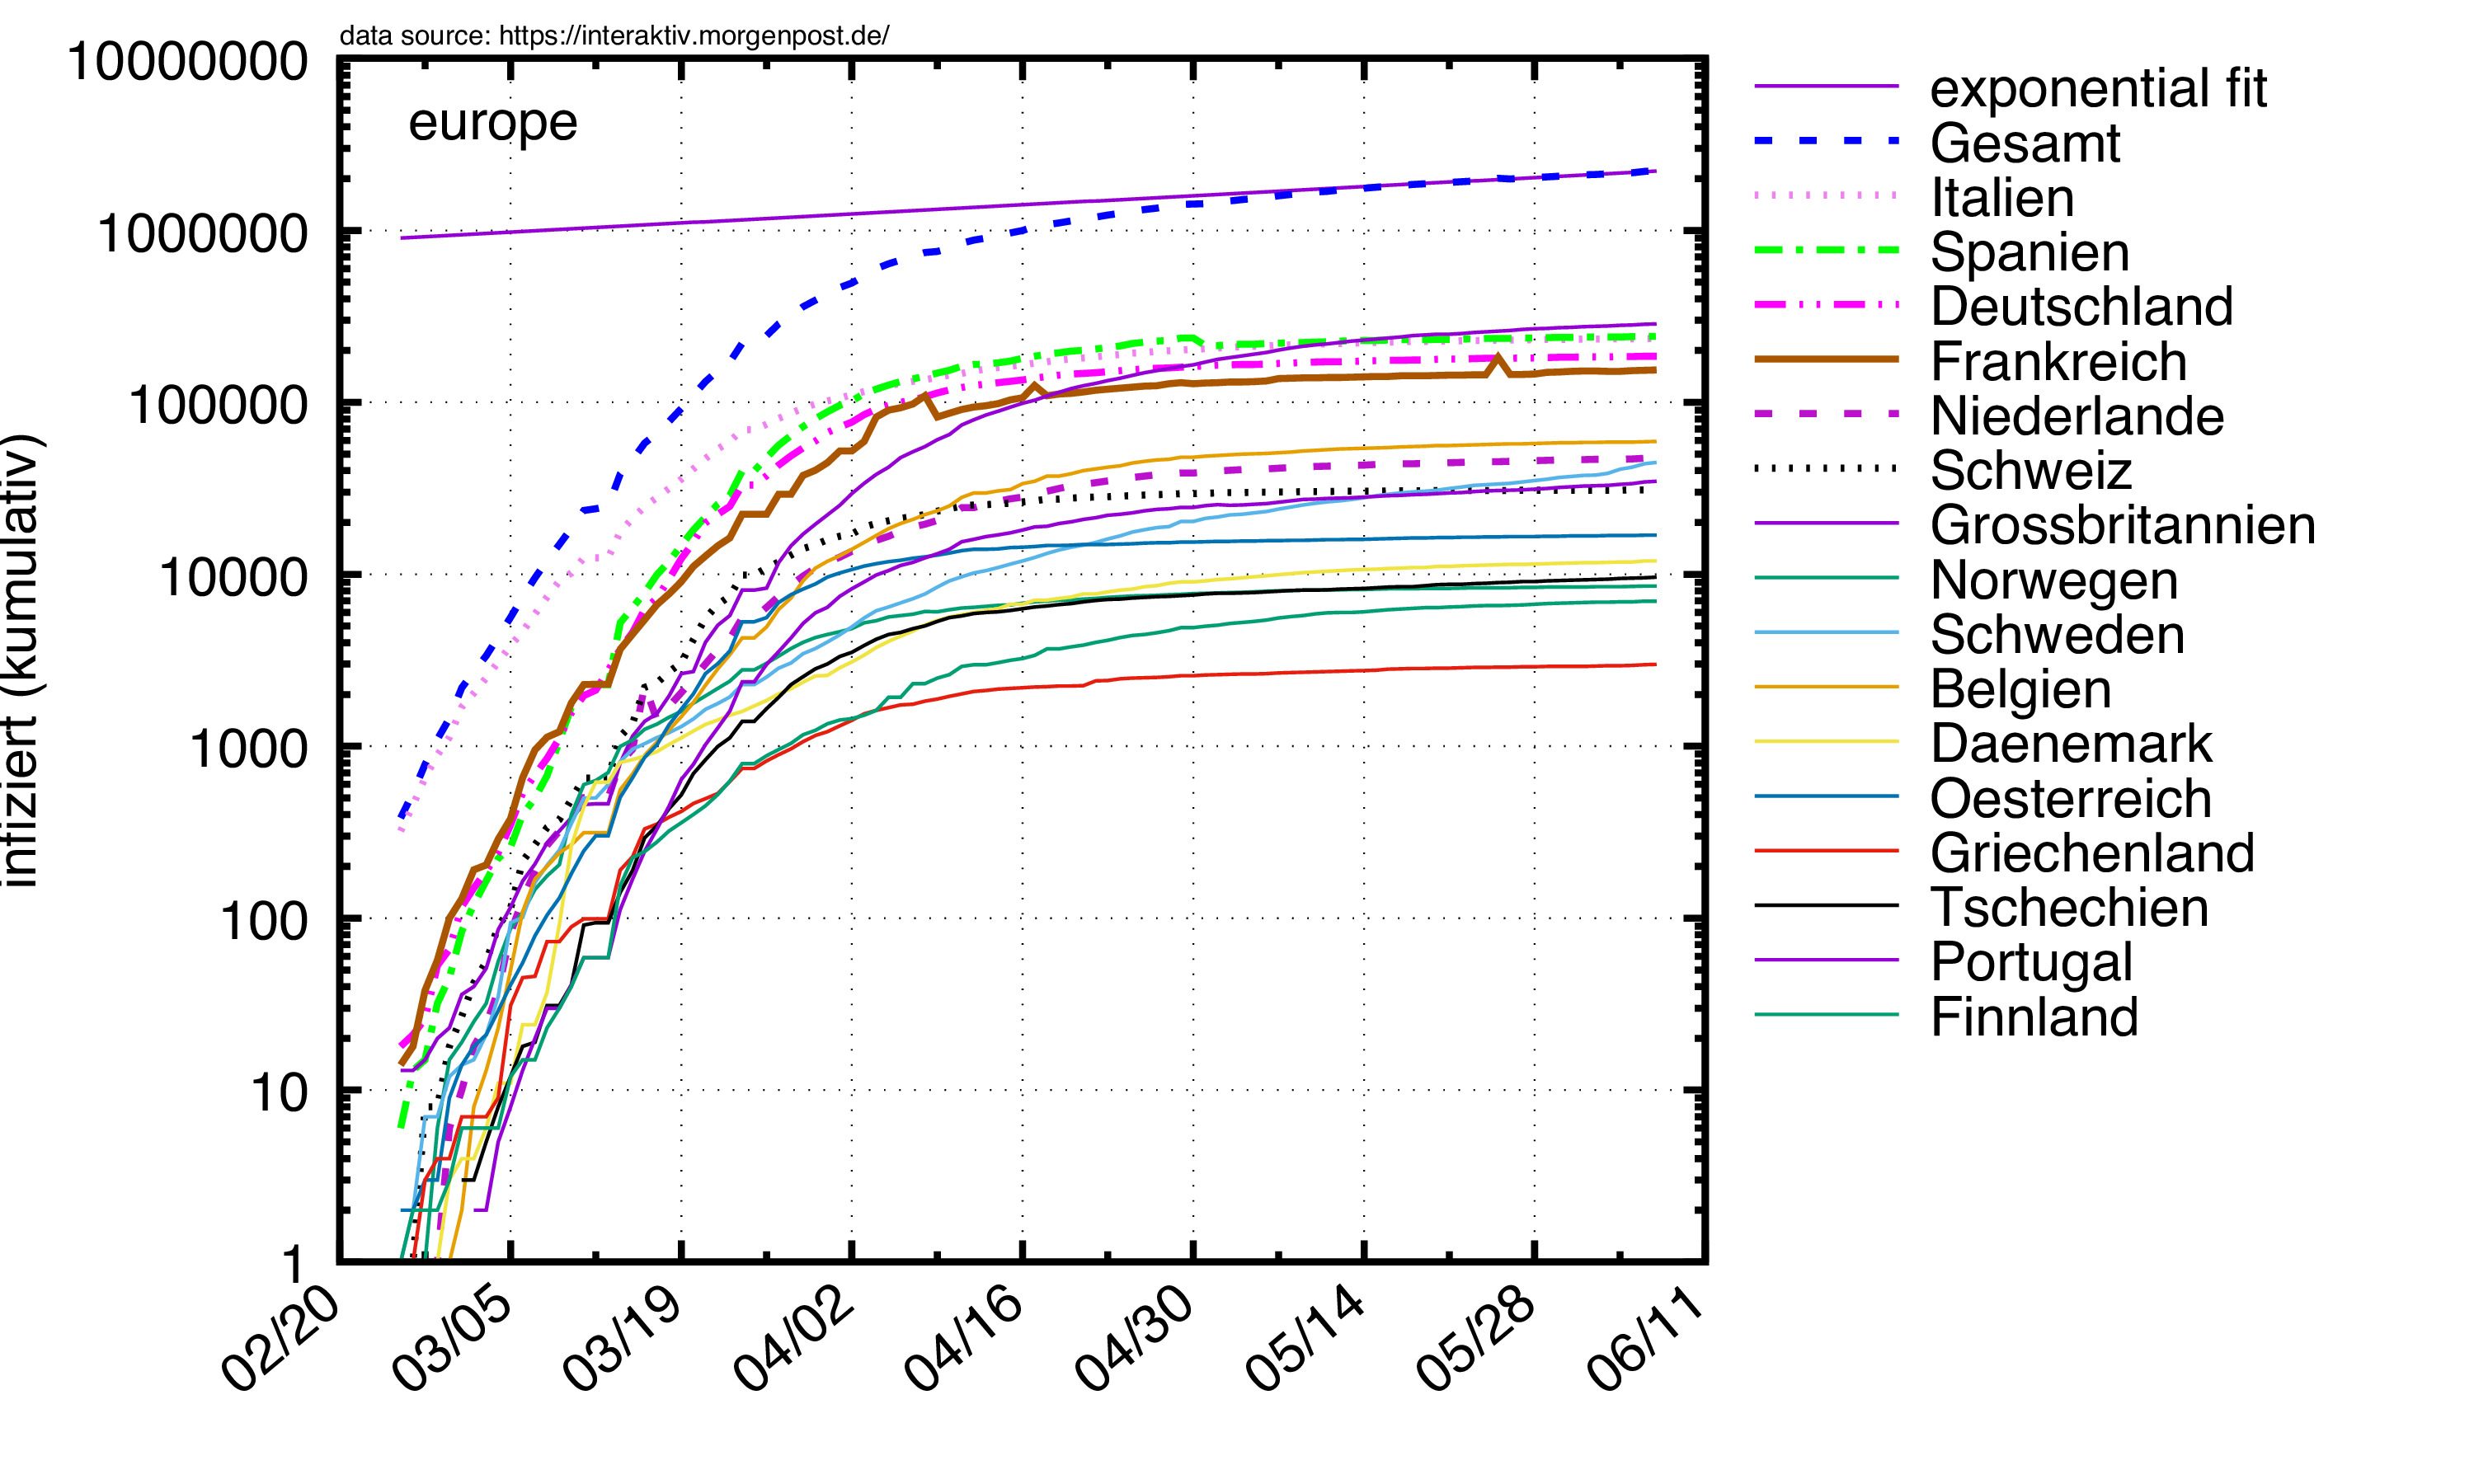 data source: https://interaktiv.morgenpost.de/
europe
infiziert (kumulativ)
10000000
1000000
100000
10000
1000
100
10
1
02/20
03/05
03/19
04/02
04/16
04/30
05/14
05/28
06/11
exponential fit
Gesamt
Italien
Spanien
Deutschland
Frankreich
Niederlande
Schweiz
Grossbritannien
Norwegen
Schweden
Belgien
Daenemark
Oesterreich
Griechenland
Tschechien
Portugal
Finnland